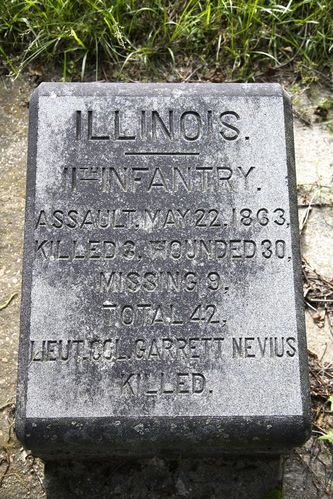 ILLINOIS.
11TH INFANTRY.
ASSAULT, MAY 22, 1863,
KILLED 3, WOUNDED 30,
MISSING 9,
TOTAL 42,
LIEUT. COL. GARRETT NEVIUS
KILLED.